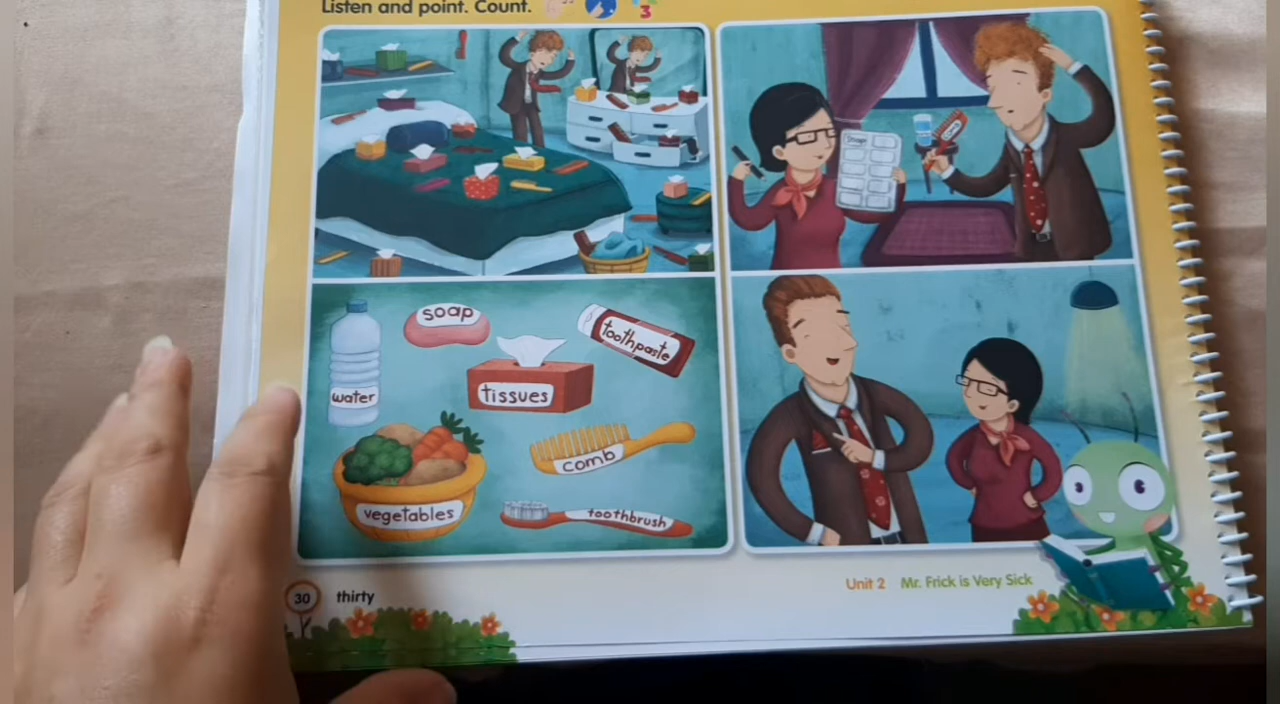 Listen and point. Count.
3
Soap
water
soap
toothpaste
tissues
comb
vegetables
toothbrush
30 thirty
Unit 2 Mr. Frick is Very Sick